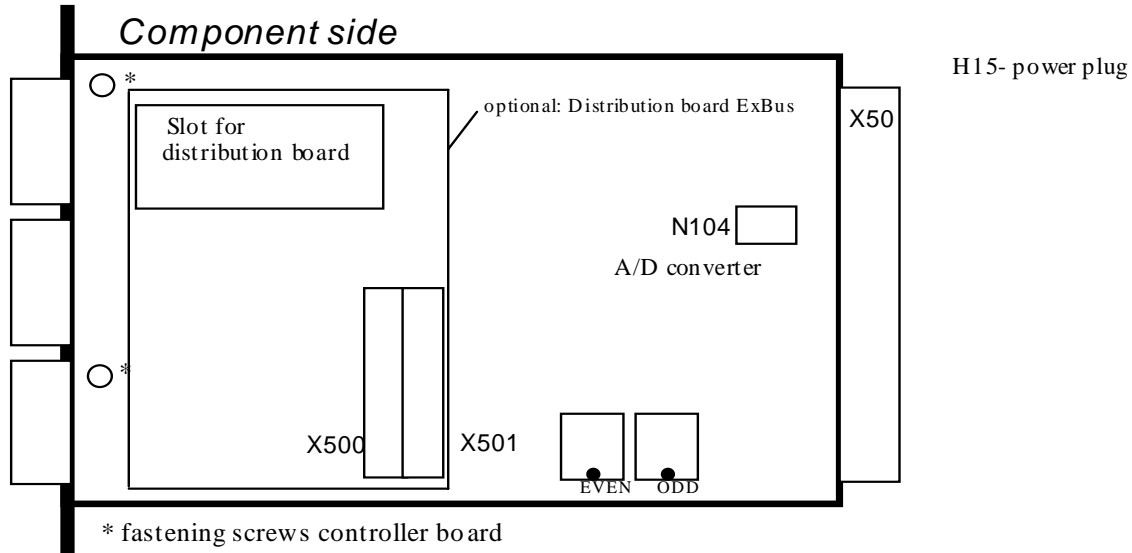 Component side
H15- power plug
*
optional: Distribution board ExBus
X50
Slot for
distribution board
N104
A/D converter
*
X500
X501
EVEN
ODD
* fastening screws controller board